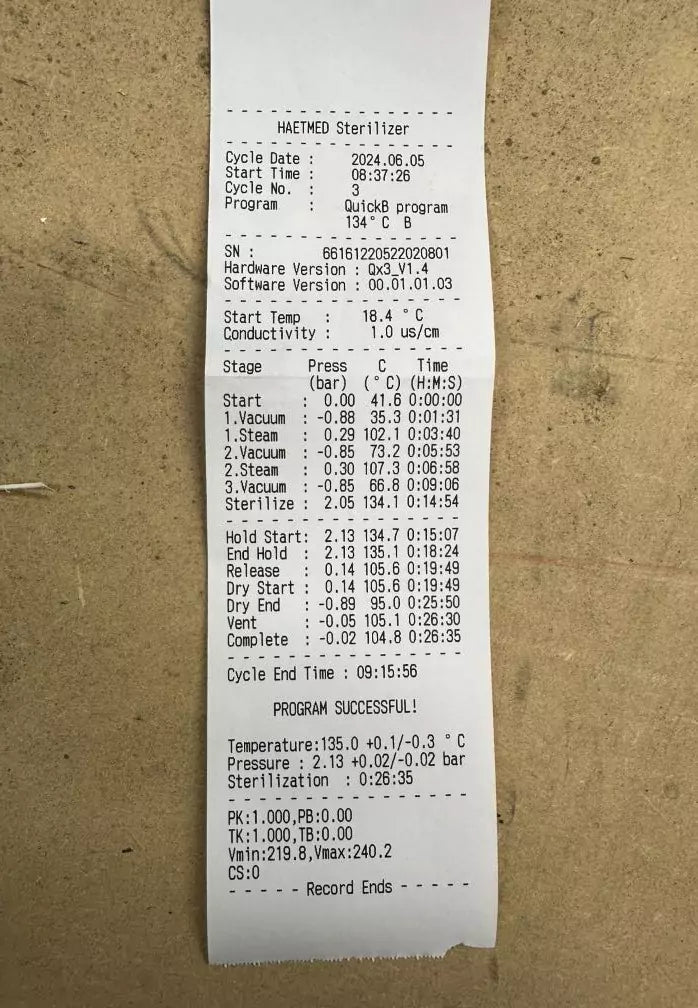 - - - - - - - - - - - - - - - -
HAETMED Sterilizer
- - - - - - - - - - - - - - - -
Cycle Date : 2024.06.05
Start Time : 08:37:26
Cycle No. : 3
Program : QuickB program
134°C B
- - - - - - - - - - - - - - - -
SN : 66161220522020801
Hardware Version : Qx3_V1.4
Software Version : 00.01.01.03
- - - - - - - - - - - - - - - -
Start Temp : 18.4 °C
Conductivity : 1.0 us/cm
- - - - - - - - - - - - - - - -
Stage Press C Time
(bar) (°C) (H:M:S)
Start : 0.00 41.6 0:00:00
1.Vacuum : -0.88 35.3 0:01:31
1.Steam : 0.29 102.1 0:03:40
2.Vacuum : -0.85 73.2 0:05:53
2.Steam : 0.30 107.3 0:06:58
3.Vacuum : -0.85 66.8 0:09:06
Sterilize : 2.05 134.1 0:14:54
- - - - - - - - - - - - - - - -
Hold Start: 2.13 134.7 0:15:07
End Hold : 2.13 135.1 0:18:24
Release : 0.14 105.6 0:19:49
Dry Start : 0.14 105.6 0:19:49
Dry End : -0.89 95.0 0:25:50
Vent : -0.05 105.1 0:26:30
Complete : -0.02 104.8 0:26:35
- - - - - - - - - - - - - - - -
Cycle End Time : 09:15:56
PROGRAM SUCCESSFUL!
Temperature:135.0 +0.1/-0.3 °C
Pressure : 2.13 +0.02/-0.02 bar
Sterilization : 0:26:35
- - - - - - - - - - - - - - - -
PK:1.000,PB:0.00
TK:1.000,TB:0.00
Vmin:219.8,Vmax:240.2
CS:0
- - - - - Record Ends - - - - -